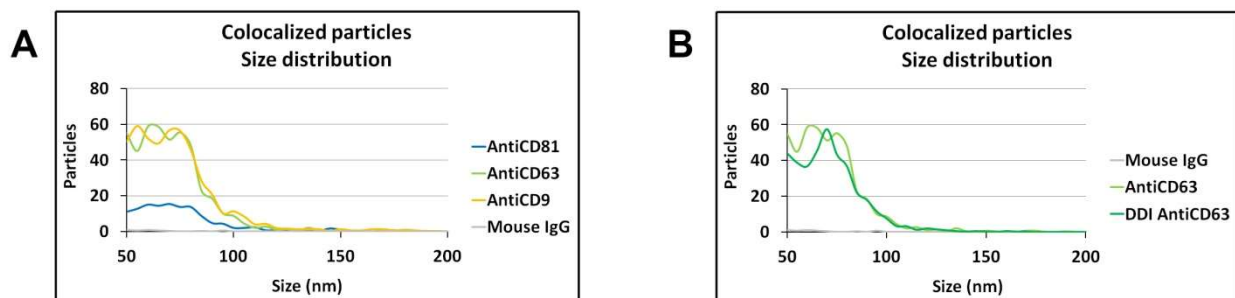 A
Colocalized particles
Size distribution
Particles
80
60
40
20
0
50
100
150
200
Size (nm)
AntiCD81
AntiCD63
AntiCD9
Mouse IgG
B
Colocalized particles
Size distribution
Particles
80
60
40
20
0
50
100
150
200
Size (nm)
Mouse IgG
AntiCD63
DDI AntiCD63